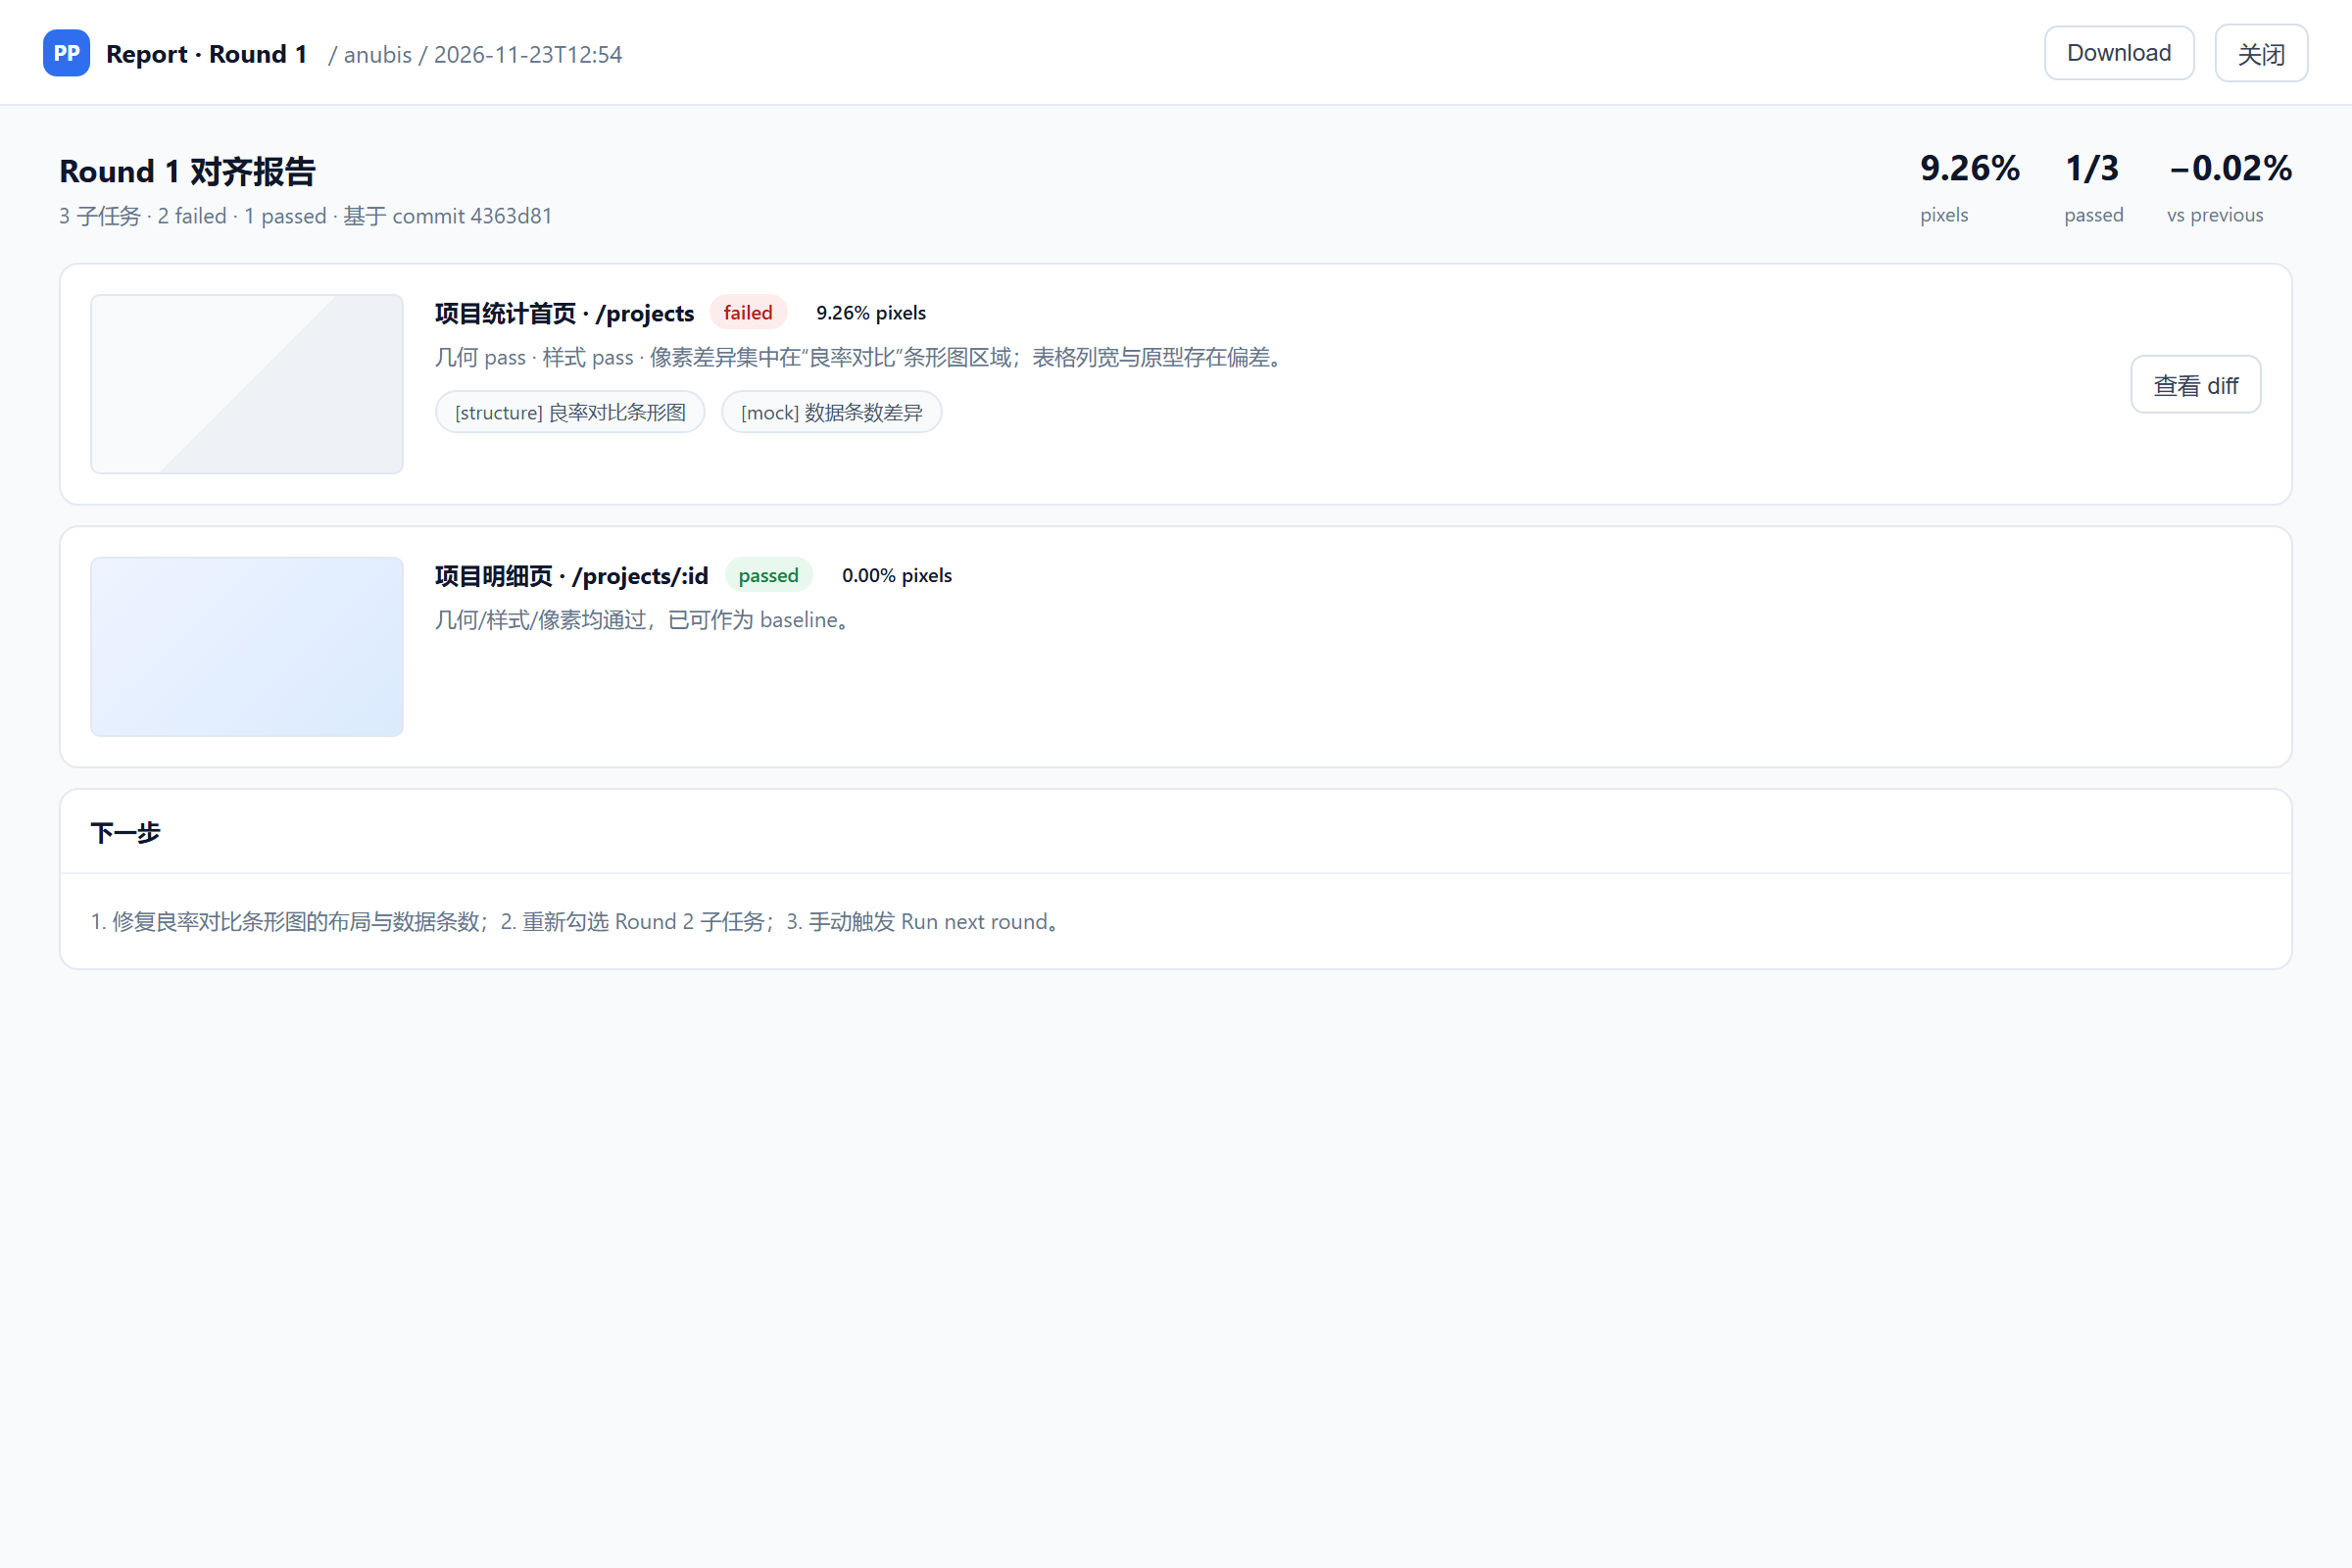 PP Report · Round 1 / anubis / 2026-11-23T12:54 Download 关闭
Round 1 对齐报告
3 子任务 · 2 failed · 1 passed · 基于 commit 4363d81
9.26% 1/3 −0.02%
pixels passed vs previous
项目统计首页 · /projects failed 9.26% pixels
几何 pass · 样式 pass · 像素差异集中在“良率对比”条形图区域；表格列宽与原型存在偏差。
[structure] 良率对比条形图 [mock] 数据条数差异
查看 diff
项目明细页 · /projects/:id passed 0.00% pixels
几何/样式/像素均通过，已可作为 baseline。
下一步
1. 修复良率对比条形图的布局与数据条数；2. 重新勾选 Round 2 子任务；3. 手动触发 Run next round。